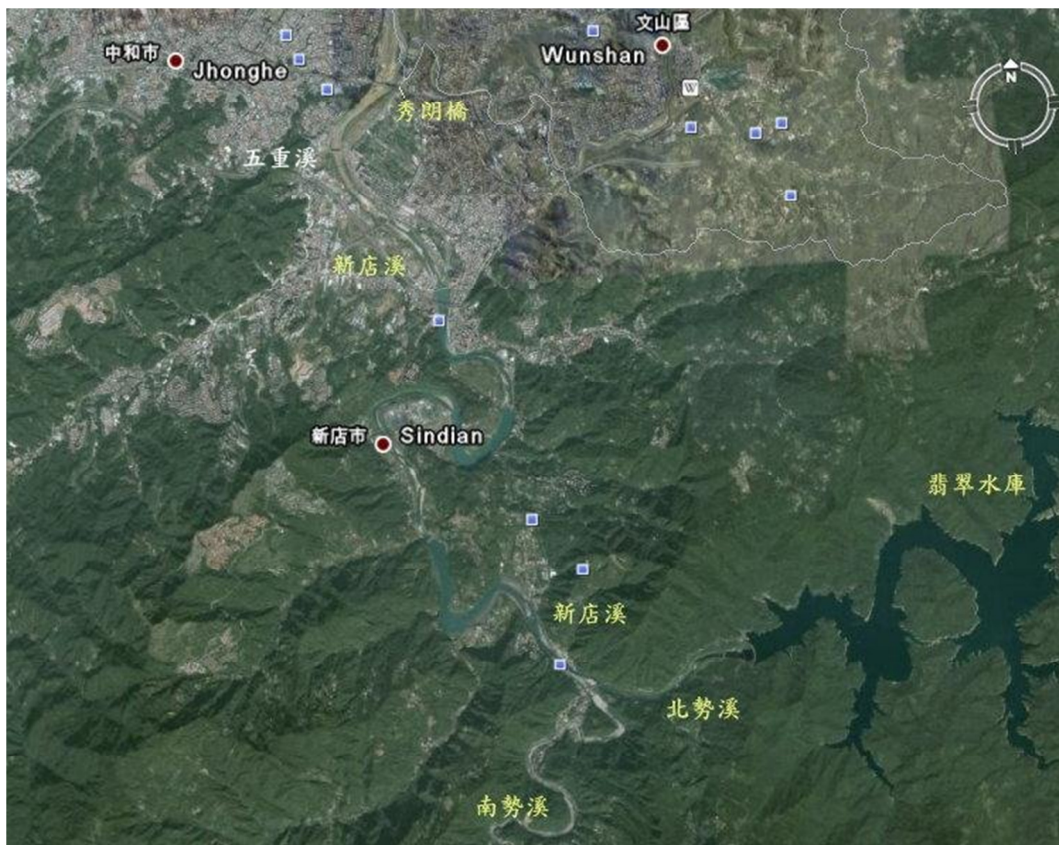 文山區
Wunshan
中和市
Jhonghe
W
N
秀朗橋
五重溪
新店溪
新店市
Sindian
翡翠水庫
新店溪
北勢溪
南勢溪